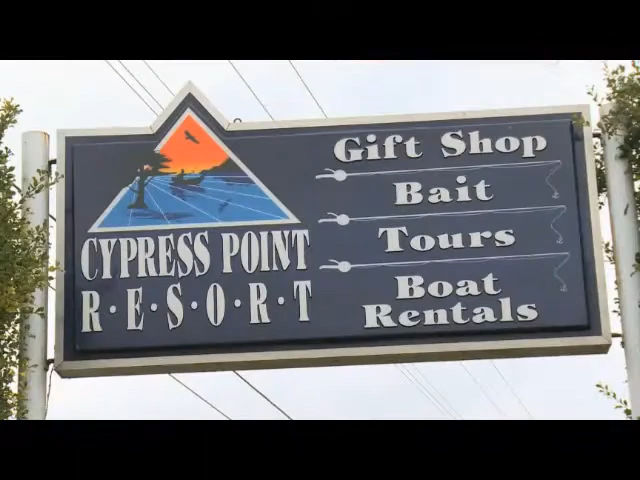 CYPRESS POINT
R·E·S·O·R·T
Gift Shop
Bait
Tours
Boat
Rentals